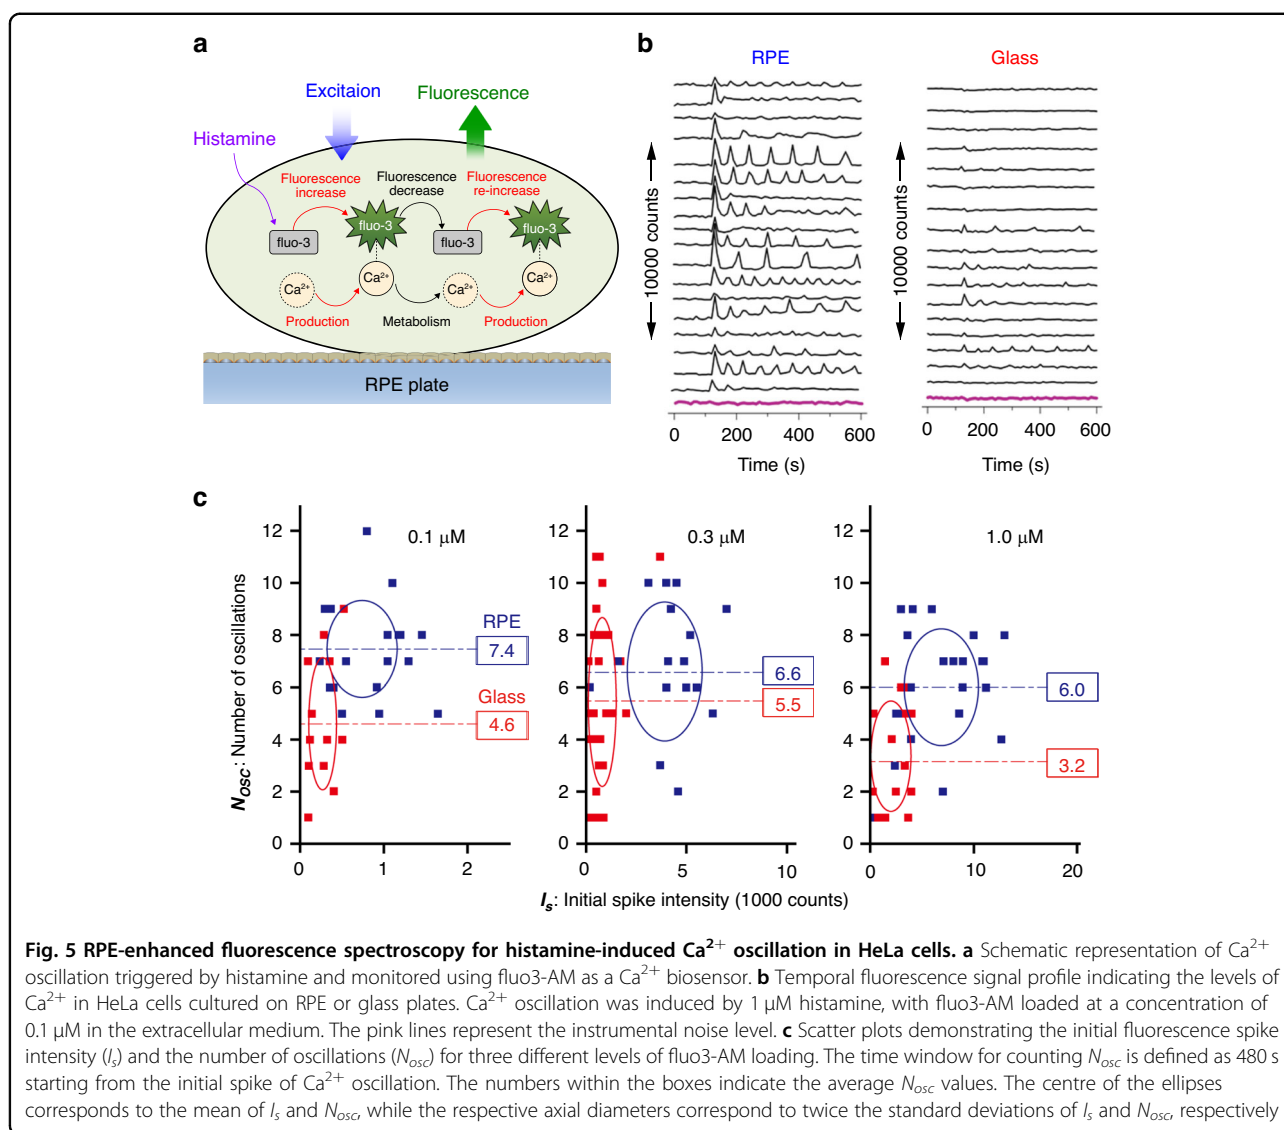 a
Excitaion
Fluorescence
Histamine
Fluorescence
increase
Fluorescence
decrease
Fluorescence
re-increase
fluo-3
fluo-3
fluo-3
fluo-3
Ca2+
Ca2+
Ca2+
Ca2+
Production
Metabolism
Production
RPE plate
b
RPE
Glass
10000 counts
10000 counts
0
200
400
600
0
200
400
600
Time (s)
Time (s)
c
NOSC: Number of oscillations
12
10
8
6
4
2
0
0.1 μM
RPE
7.4
Glass
4.6
0
1
2
12
10
8
6
4
2
0
0.3 μM
6.6
5.5
0
5
10
12
10
8
6
4
2
0
1.0 μM
6.0
3.2
0
10
20
Is: Initial spike intensity (1000 counts)
Fig. 5 RPE-enhanced fluorescence spectroscopy for histamine-induced Ca2+ oscillation in HeLa cells. a Schematic representation of Ca2+
oscillation triggered by histamine and monitored using fluo3-AM as a Ca2+ biosensor. b Temporal fluorescence signal profile indicating the levels of
Ca2+ in HeLa cells cultured on RPE or glass plates. Ca2+ oscillation was induced by 1 μM histamine, with fluo3-AM loaded at a concentration of
0.1 μM in the extracellular medium. The pink lines represent the instrumental noise level. c Scatter plots demonstrating the initial fluorescence spike
intensity (Is) and the number of oscillations (Nosc) for three different levels of fluo3-AM loading. The time window for counting Nosc is defined as 480 s
starting from the initial spike of Ca2+ oscillation. The numbers within the boxes indicate the average Nosc values. The centre of the ellipses
corresponds to the mean of Is and Nosc, while the respective axial diameters correspond to twice the standard deviations of Is and Nosc, respectively